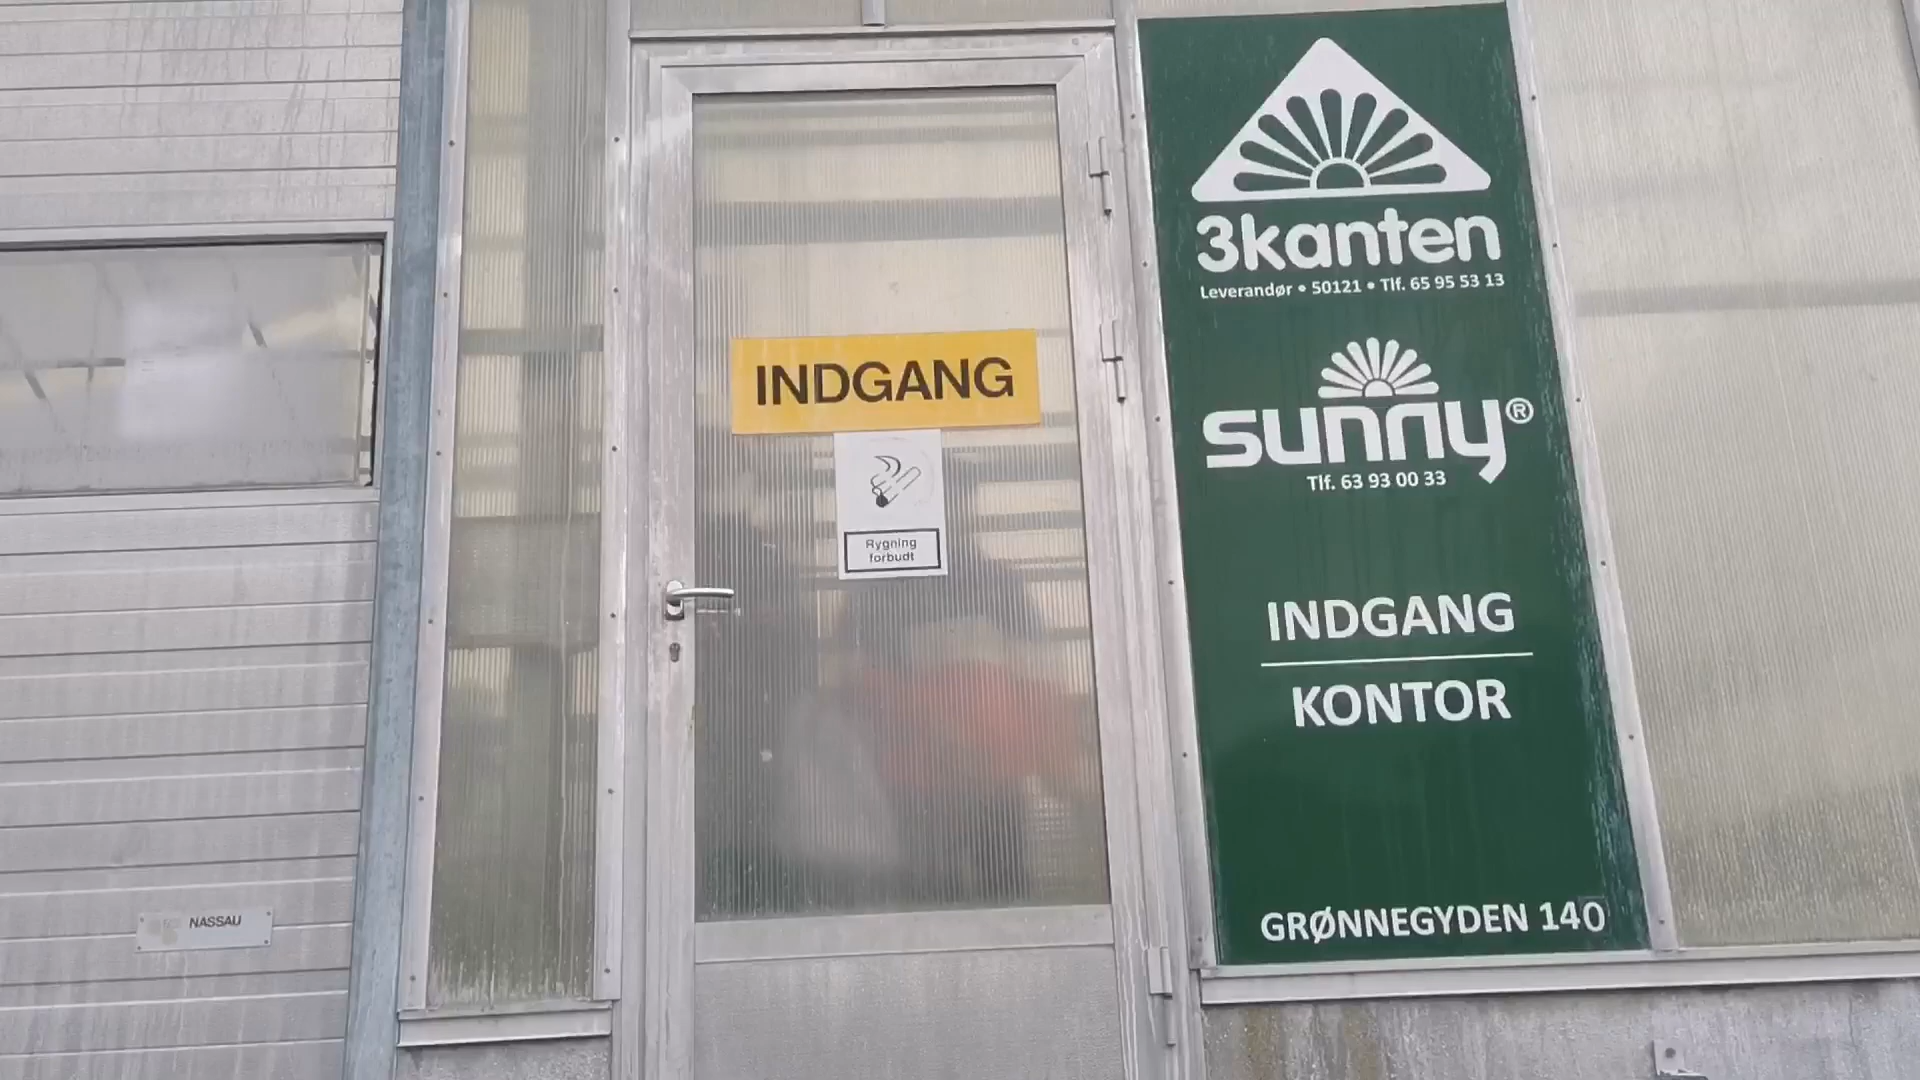 3kanten
Leverandør • 50121 • Tlf. 65 95 53 13
sunny®
Tlf. 63 93 00 33
INDGANG
KONTOR
GRØNNEGYDEN 140
INDGANG
Rygning
forbudt
NASSAU